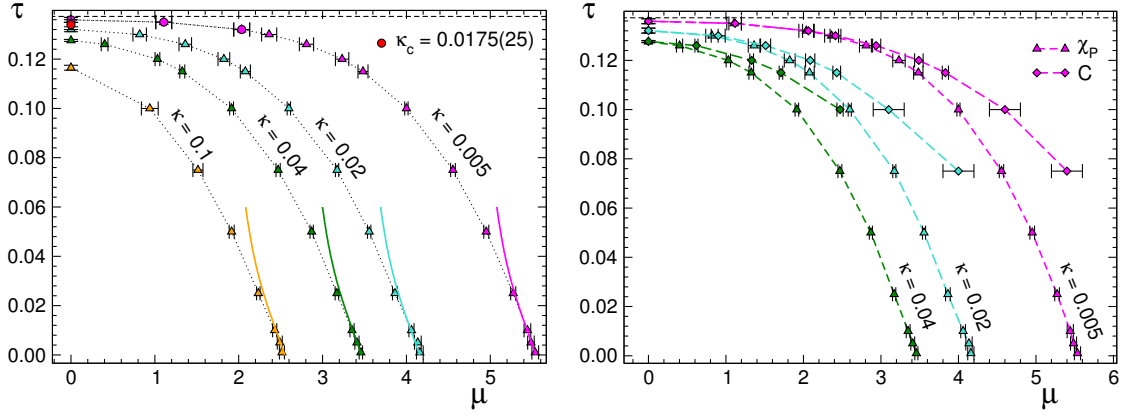 τ
0.12
0.10
0.08
0.06
0.04
0.02
0.00
0 1 2 3 4 5
μ
κc = 0.0175(25)
κ = 0.1
κ = 0.04
κ = 0.02
κ = 0.005
τ
0.12
0.10
0.08
0.06
0.04
0.02
0.00
0 1 2 3 4 5 6
μ
χP
C
κ = 0.04
κ = 0.02
κ = 0.005